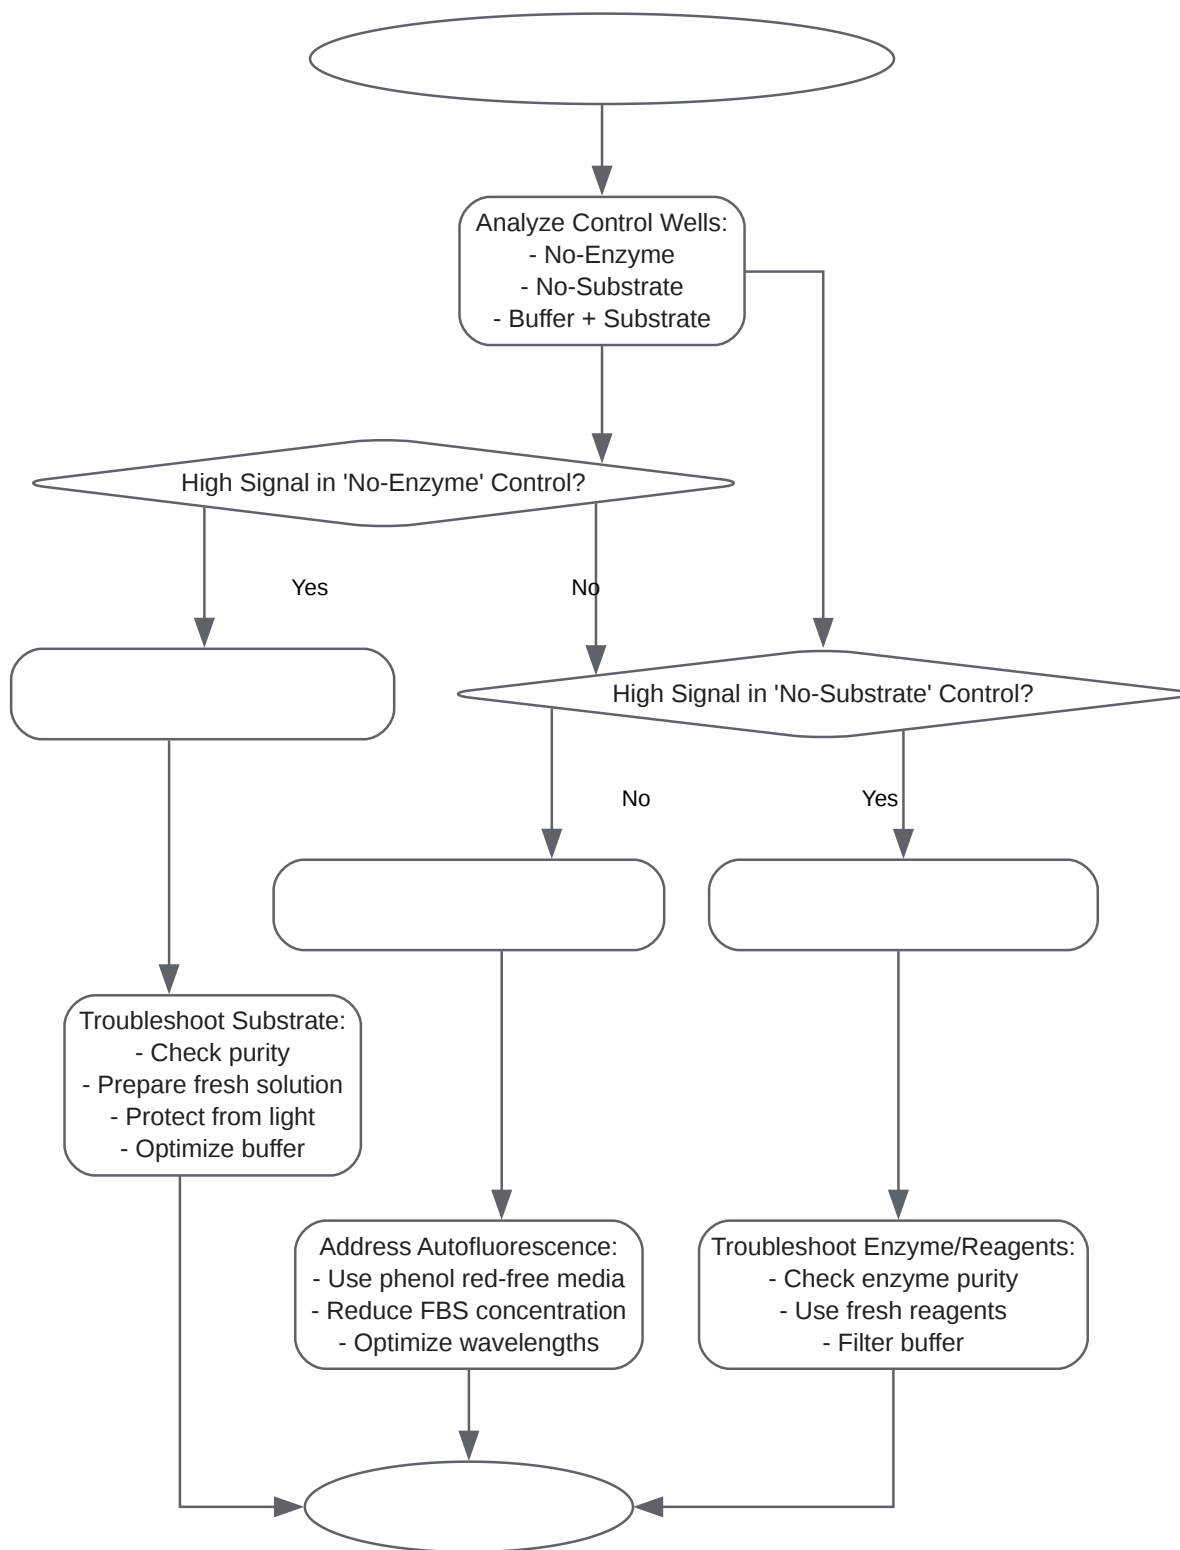 Analyze Control Wells:
- No-Enzyme
- No-Substrate
- Buffer + Substrate
High Signal in 'No-Enzyme' Control?
Yes
No
High Signal in 'No-Substrate' Control?
No
Yes
Troubleshoot Substrate:
- Check purity
- Prepare fresh solution
- Protect from light
- Optimize buffer
Address Autofluorescence:
- Use phenol red-free media
- Reduce FBS concentration
- Optimize wavelengths
Troubleshoot Enzyme/Reagents:
- Check enzyme purity
- Use fresh reagents
- Filter buffer